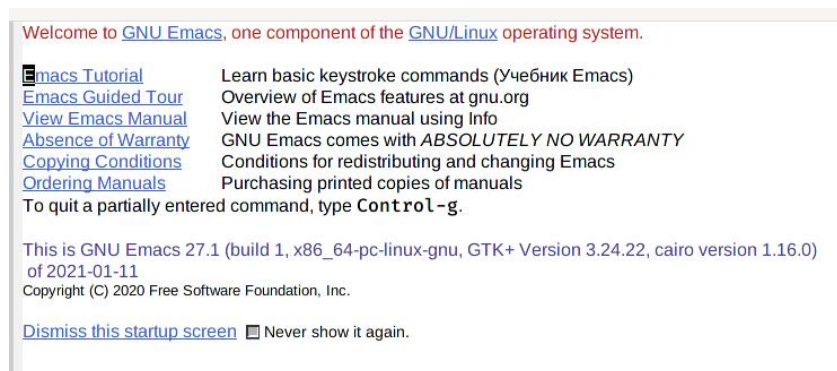 Welcome to GNU Emacs, one component of the GNU/Linux operating system.
Emacs Tutorial Learn basic keystroke commands (Учебник Emacs)
Emacs Guided Tour Overview of Emacs features at gnu.org
View Emacs Manual View the Emacs manual using Info
Absence of Warranty GNU Emacs comes with ABSOLUTELY NO WARRANTY
Copying Conditions Conditions for redistributing and changing Emacs
Ordering Manuals Purchasing printed copies of manuals
To quit a partially entered command, type Control-g.
This is GNU Emacs 27.1 (build 1, x86_64-pc-linux-gnu, GTK+ Version 3.24.22, cairo version 1.16.0)
of 2021-01-11
Copyright (C) 2020 Free Software Foundation, Inc.
Dismiss this startup screen Never show it again.